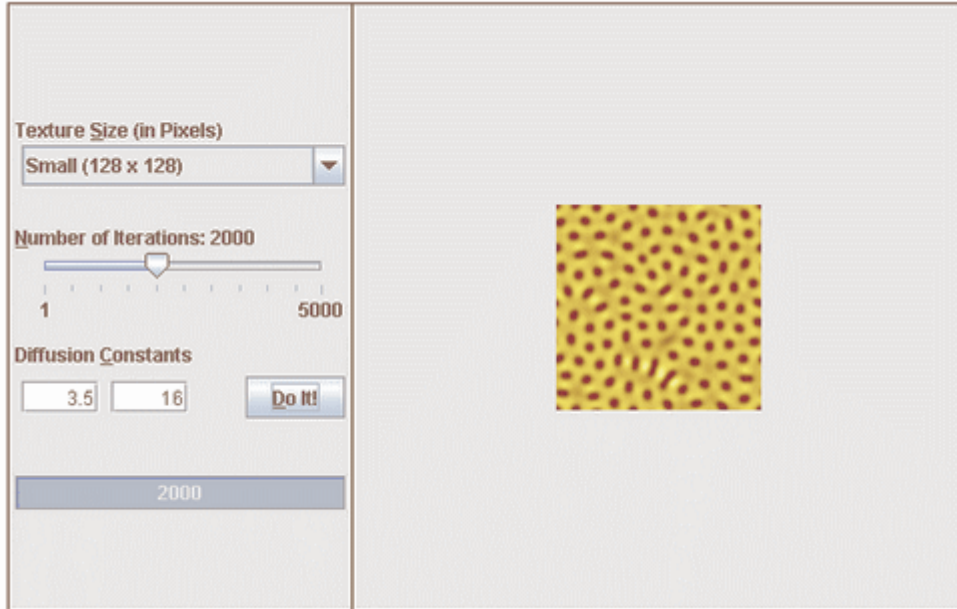 Texture Size (in Pixels)
Small (128 x 128)
Number of Iterations: 2000
1 5000
Diffusion Constants
3.5 16 Do It!
2000